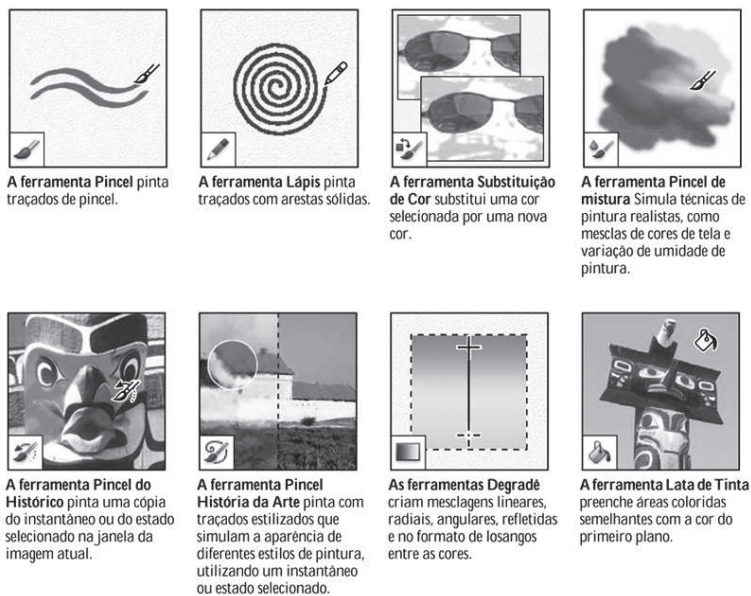 A ferramenta Pincel pinta
traçados de pincel.
A ferramenta Lápis pinta
traçados com arestas sólidas.
A ferramenta Substituição
de Cor substitui uma cor
selecionada por uma nova
cor.
A ferramenta Pincel de
mistura Simula técnicas de
pintura realistas, como
mesclas de cores de tela e
variação de umidade de
pintura.
A ferramenta Pincel do
Histórico pinta uma cópia
do instantâneo ou do estado
selecionado na janela da
imagem atual.
A ferramenta Pincel
História da Arte pinta com
traçados estilizados que
simulam a aparência de
diferentes estilos de pintura,
utilizando um instantâneo
ou estado selecionado.
As ferramentas Degradê
criam mesclagens lineares,
radiais, angulares, refletidas
e no formato de losangos
entre as cores.
A ferramenta Lata de Tinta
preenche áreas coloridas
semelhantes com a cor do
primeiro plano.